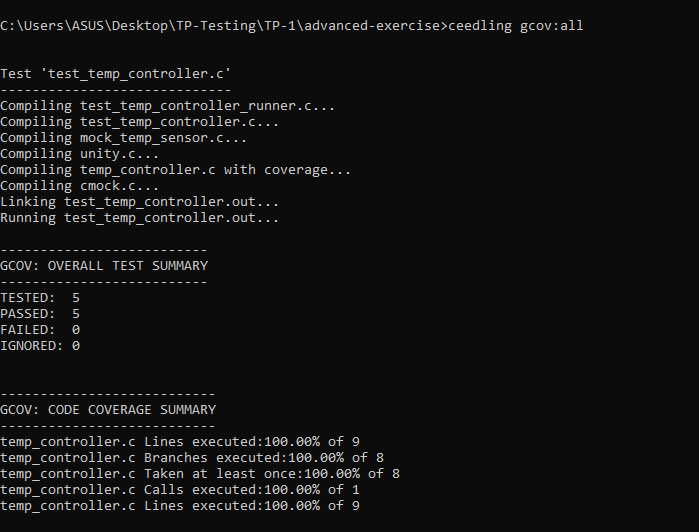 C:\Users\ASUS\Desktop\TP-Testing\TP-1\advanced-exercise>ceedling gcov:all
Test 'test_temp_controller.c'
-----------------------------
Compiling test_temp_controller_runner.c...
Compiling test_temp_controller.c...
Compiling mock_temp_sensor.c...
Compiling unity.c...
Compiling temp_controller.c with coverage...
Compiling cmock.c...
Linking test_temp_controller.out...
Running test_temp_controller.out...
--------------------------
GCOV: OVERALL TEST SUMMARY
--------------------------
TESTED:  5
PASSED:  5
FAILED:  0
IGNORED: 0
---------------------------
GCOV: CODE COVERAGE SUMMARY
---------------------------
temp_controller.c Lines executed:100.00% of 9
temp_controller.c Branches executed:100.00% of 8
temp_controller.c Taken at least once:100.00% of 8
temp_controller.c Calls executed:100.00% of 1
temp_controller.c Lines executed:100.00% of 9